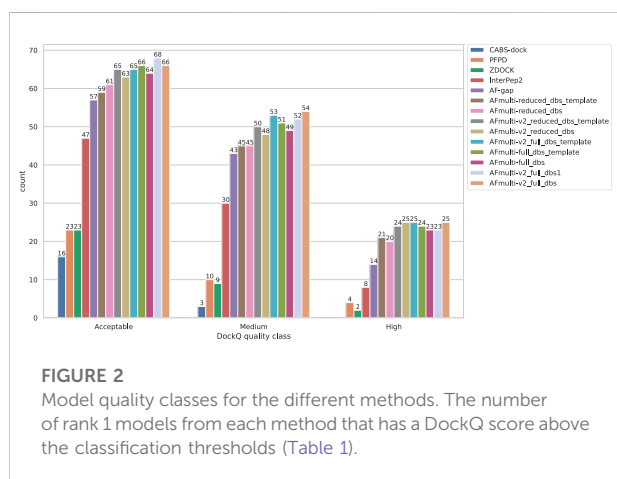 70
60
50
40
30
20
10
0
count
16
23
23
47
57
59
61
65
63
65
66
64
68
66
3
10
9
30
43
45
45
50
48
53
51
49
52
54
4
2
8
14
21
20
24
25
25
24
23
23
25
Acceptable
Medium
High
DockQ quality class
CABS-dock
PFPD
ZDOCK
InterPep2
AF-gap
AFmulti-reduced_dbs_template
AFmulti-reduced_dbs
AFmulti-v2_reduced_dbs_template
AFmulti-v2_reduced_dbs
AFmulti-v2_full_dbs_template
AFmulti-full_dbs_template
AFmulti-full_dbs
AFmulti-v2_full_dbs1
AFmulti-v2_full_dbs
FIGURE 2
Model quality classes for the different methods. The number
of rank 1 models from each method that has a DockQ score above
the classification thresholds (Table 1).